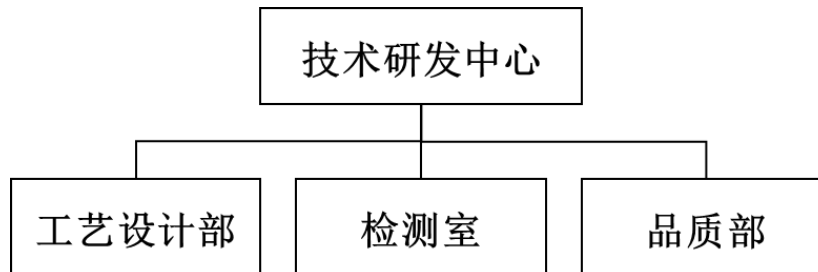 技术研发中心
工艺设计部
检测室
品质部